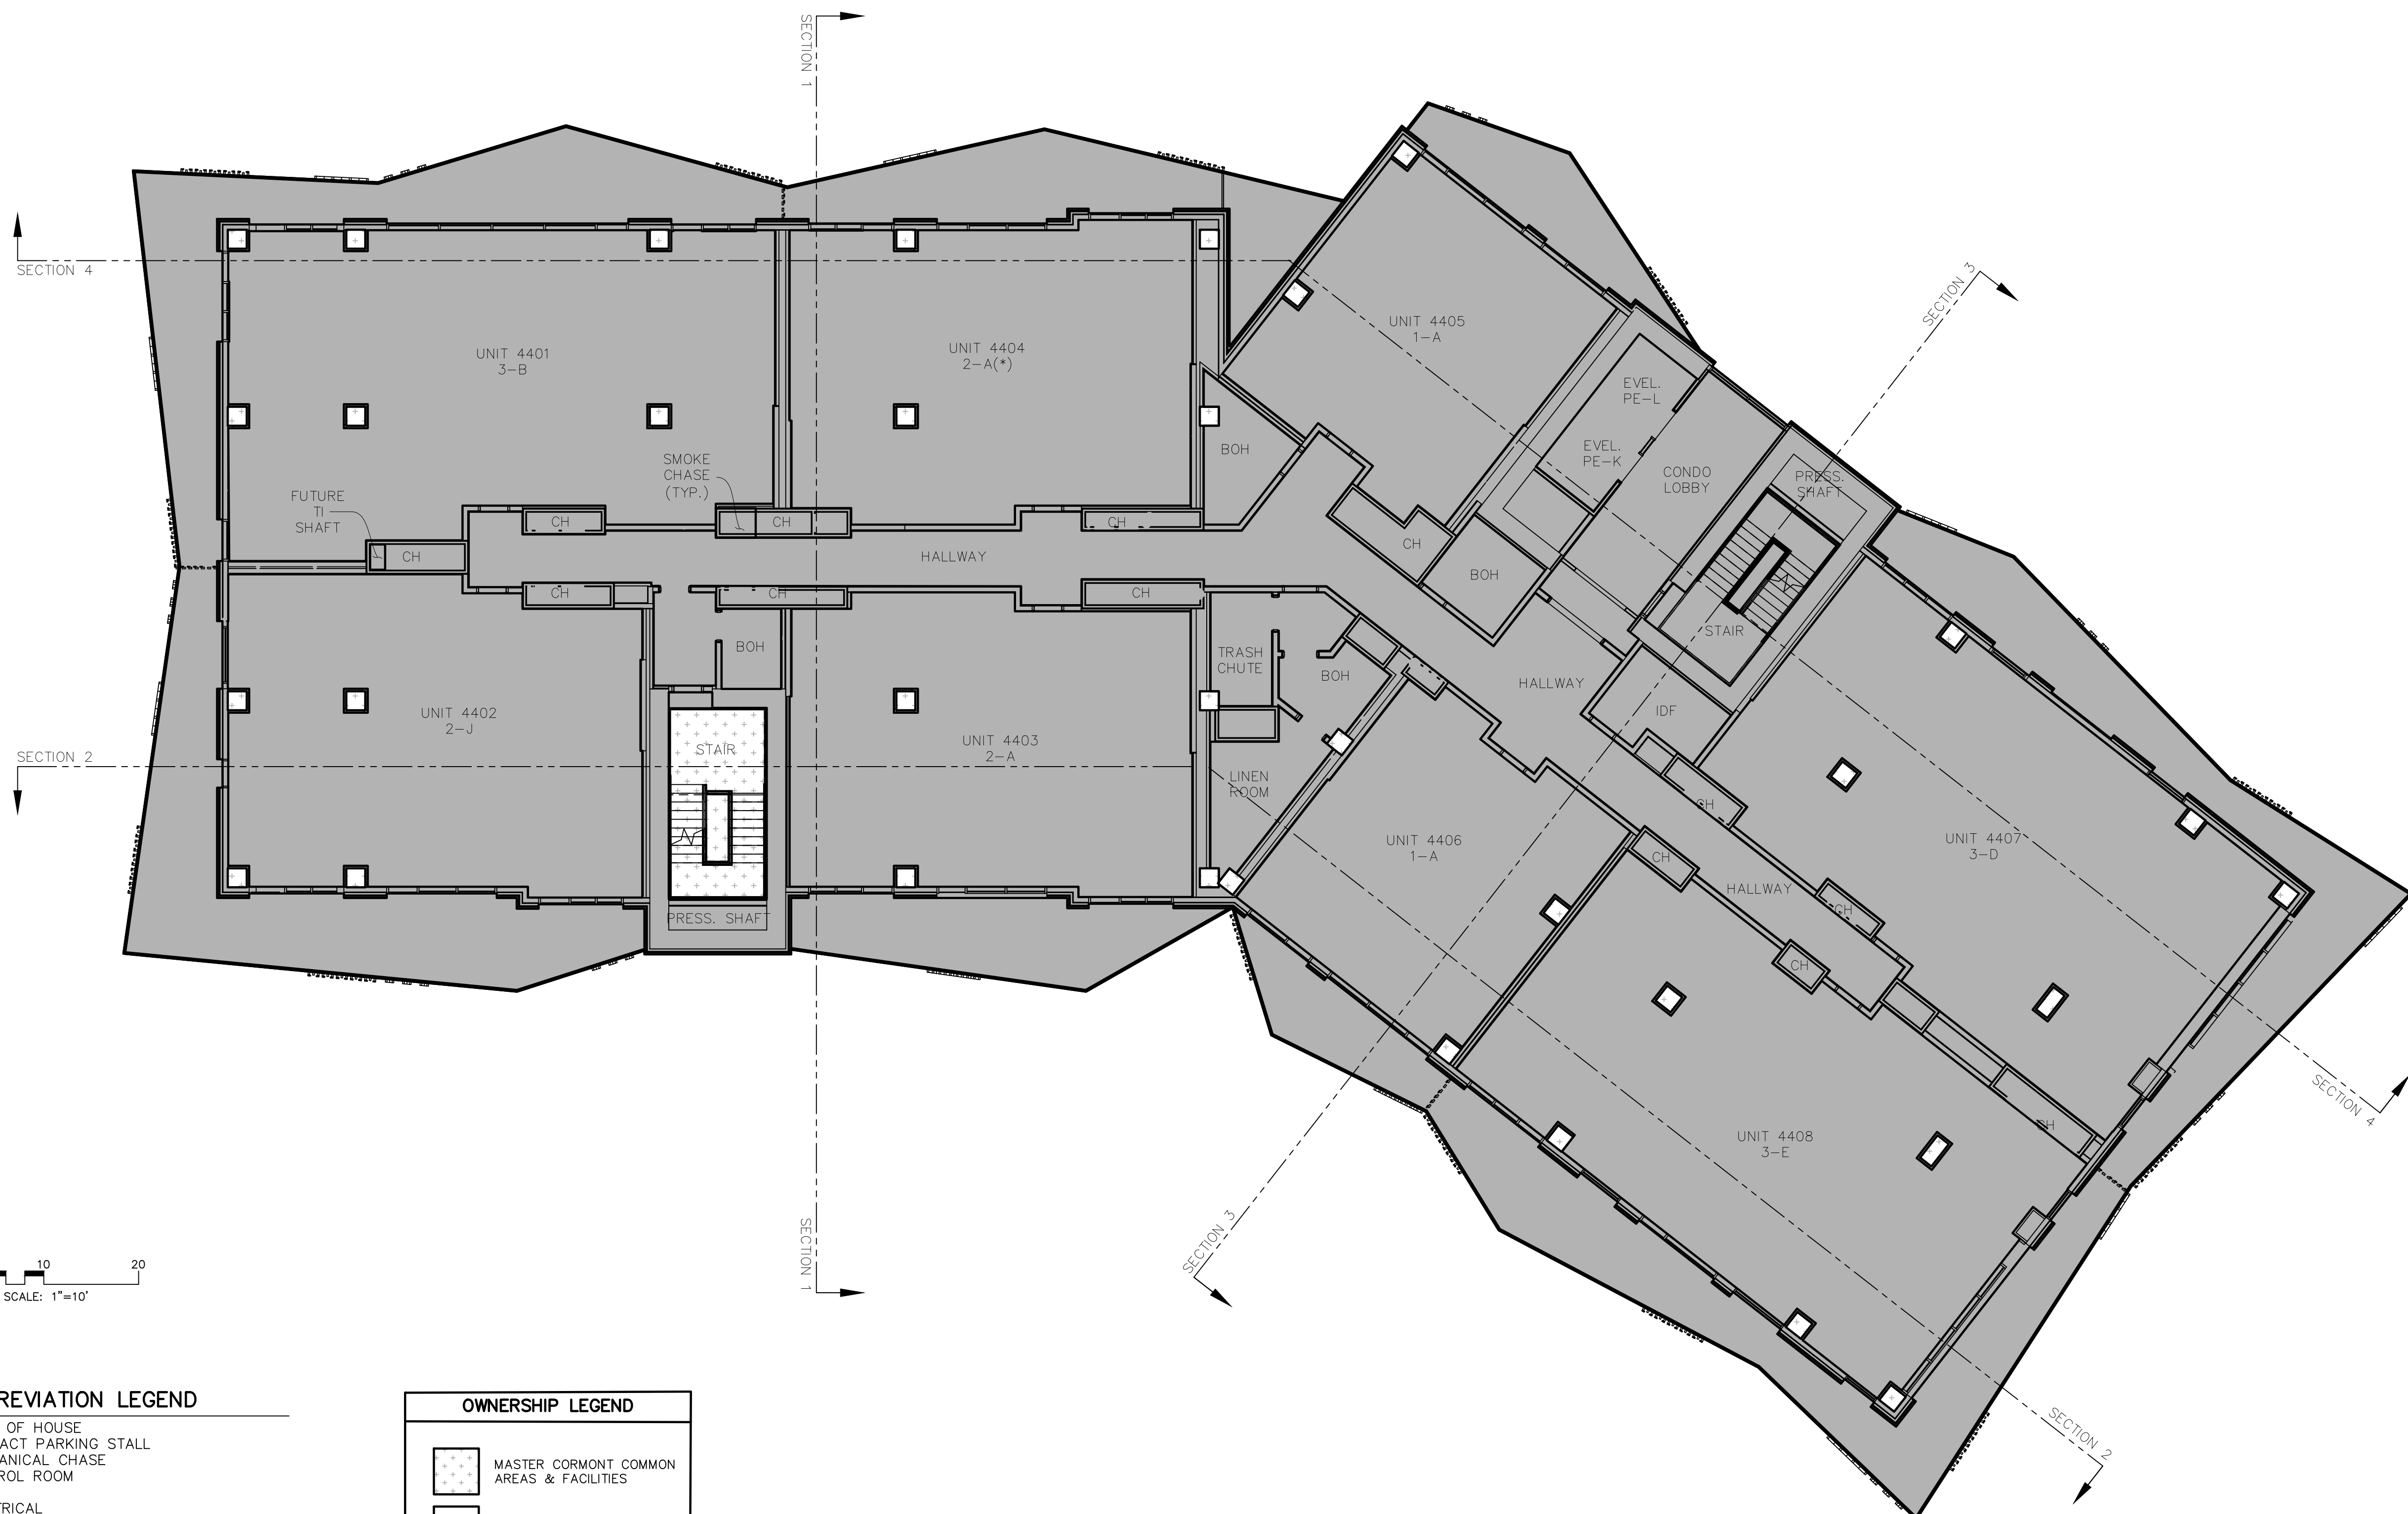 SECTION 1
SECTION 4
SECTION 3
UNIT 4401
3-B
UNIT 4404
2-A(*)
UNIT 4405
1-A
EVEL.
PE-L
EVEL.
PE-K
CONDO
LOBBY
PRESS.
SHAFT
BOH
SMOKE
CHASE
(TYP.)
FUTURE
TI
SHAFT
CH
CH
CH
CH
HALLWAY
CH
BOH
CH
CH
CH
BOH
TRASH
CHUTE
BOH
STAIR
HALLWAY
IDF
UNIT 4402
2-J
STAIR
UNIT 4403
2-A
SECTION 2
LINEN
ROOM
CH
UNIT 4406
1-A
CH
UNIT 4407
3-D
HALLWAY
CH
PRESS. SHAFT
CH
CH
UNIT 4408
3-E
SECTION 4
SECTION 3
SECTION 1
SECTION 2
10
20
SCALE: 1"=10'
REVIATION LEGEND
OF HOUSE
ACT PARKING STALL
ANICAL CHASE
ROL ROOM
TRICAL
OWNERSHIP LEGEND
MASTER CORMONT COMMON
AREAS & FACILITIES